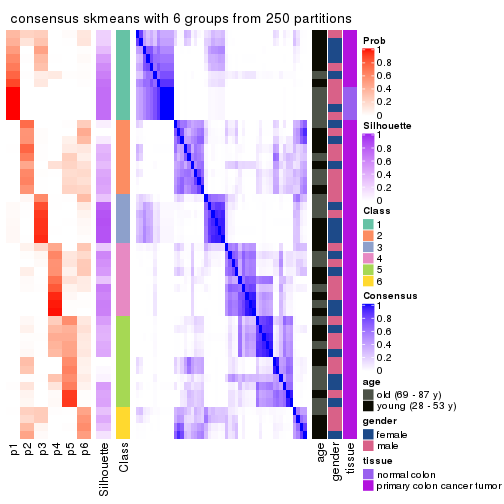 consensus skmeans with 6 groups from 250 partitions
Prob
1
0.8
0.6
0.4
0.2
0
Silhouette
1
0.8
0.6
0.4
0.2
0
Class
1
2
3
4
5
6
Consensus
1
0.8
0.6
0.4
0.2
0
age
old (69 - 87 y)
young (28 - 53 y)
gender
female
male
tissue
normal colon
primary colon cancer tumor
p1
p2
p3
p4
p5
p6
Silhouette
Class
age
gender
tissue